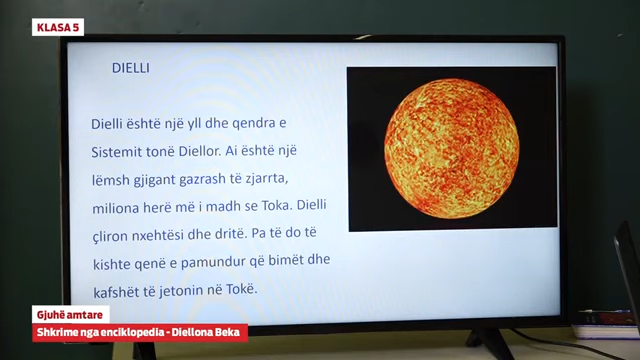 KLASA 5
DIELLI
Dielli është një yll dhe qendra e
Sistemit tonë Diellor. Ai është një
lëmsh gjigant gazrash të zjarrta,
miliona herë më i madh se Toka. Dielli
çliron nxehtësi dhe dritë. Pa të do të
kishte qenë e pamundur që bimët dhe
kafshët të jetonin në Tokë.
Gjuhë amtare
Shkrime nga enciklopedia - Diellona Beka